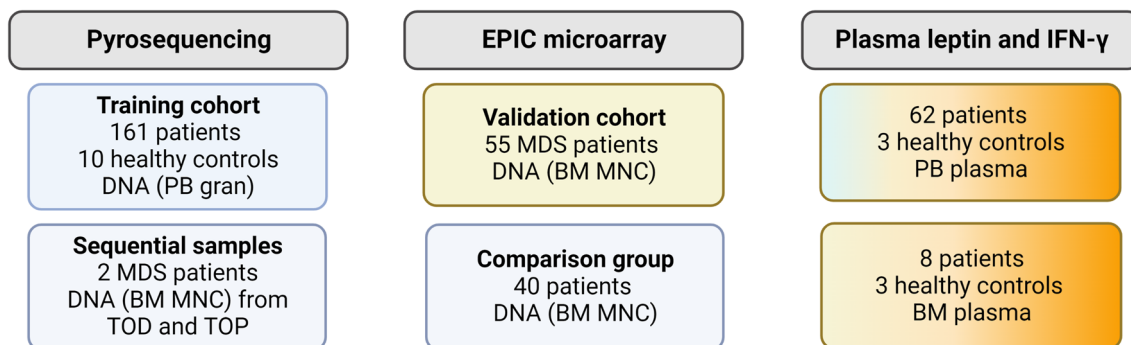 Pyrosequencing
Training cohort
161 patients
10 healthy controls
DNA (PB gran)
Sequential samples
2 MDS patients
DNA (BM MNC) from
TOD and TOP
EPIC microarray
Validation cohort
55 MDS patients
DNA (BM MNC)
Comparison group
40 patients
DNA (BM MNC)
Plasma leptin and IFN-γ
62 patients
3 healthy controls
PB plasma
8 patients
3 healthy controls
BM plasma